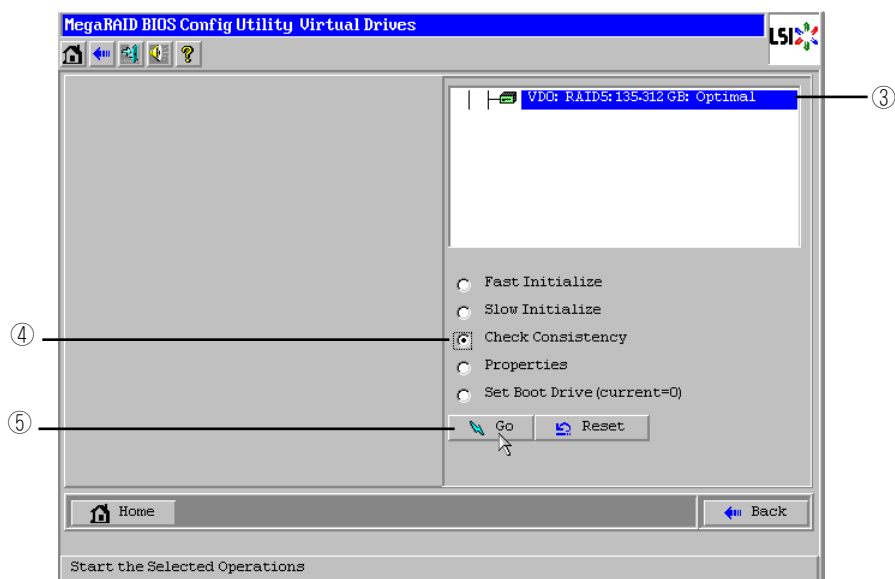 MegaRAID BIOS Config Utility Virtual Drives
LSI
?
VD0: RAID5: 135.312 GB: Optimal
③
Fast Initialize
Slow Initialize
④
Check Consistency
Properties
Set Boot Drive (current=0)
⑤
Go
Reset
Home
Back
Start the Selected Operations